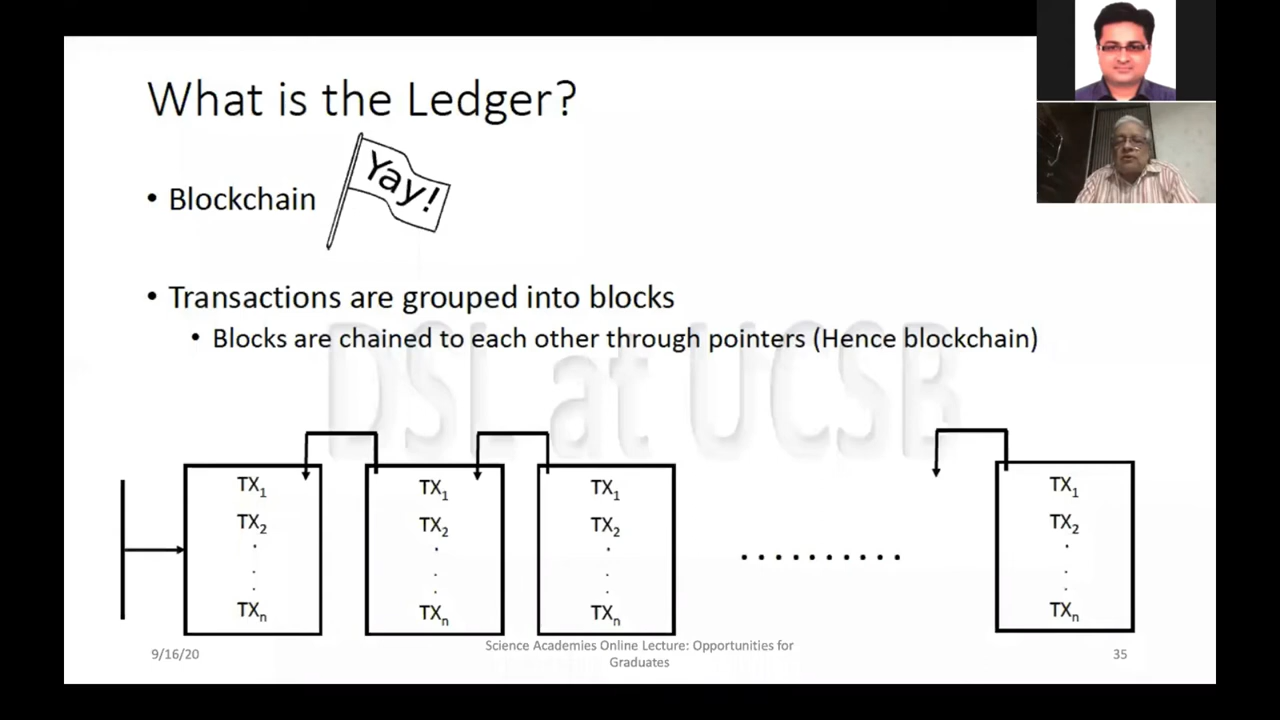 What is the Ledger?
Yay!
• Blockchain
• Transactions are grouped into blocks
• Blocks are chained to each other through pointers (Hence blockchain)
DSL at UCSB
TX1 TX1 TX1 TX1
TX2 TX2 TX2 TX2
TXn TXn TXn TXn
9/16/20
Science Academies Online Lecture: Opportunities for
Graduates
35